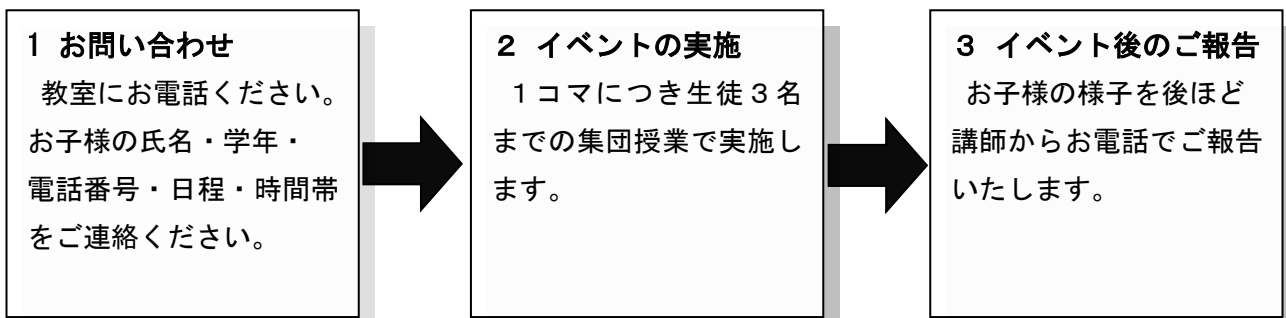 1 お問い合わせ
教室にお電話ください。
お子様の氏名・学年・
電話番号・日程・時間帯
をご連絡ください。
2 イベントの実施
1コマにつき生徒3名
までの集団授業で実施し
ます。
3 イベント後のご報告
お子様の様子を後ほど
講師からお電話でご報告
いたします。